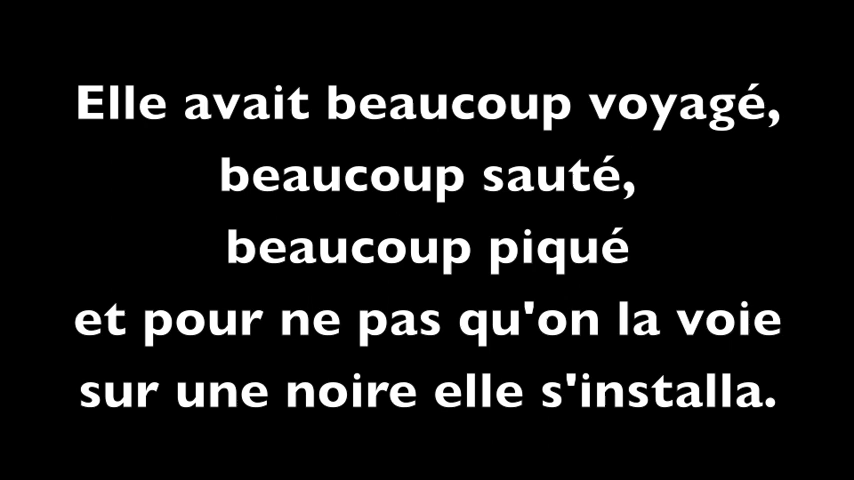 Elle avait beaucoup voyagé,
beaucoup sauté,
beaucoup piqué
et pour ne pas qu'on la voie
sur une noire elle s'installa.